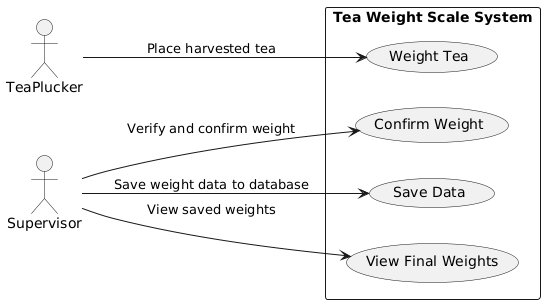 Tea Weight Scale System
Place harvested tea
Weight Tea
TeaPlucker
Verify and confirm weight
Confirm Weight
Save weight data to database
Save Data
View saved weights
Supervisor
View Final Weights